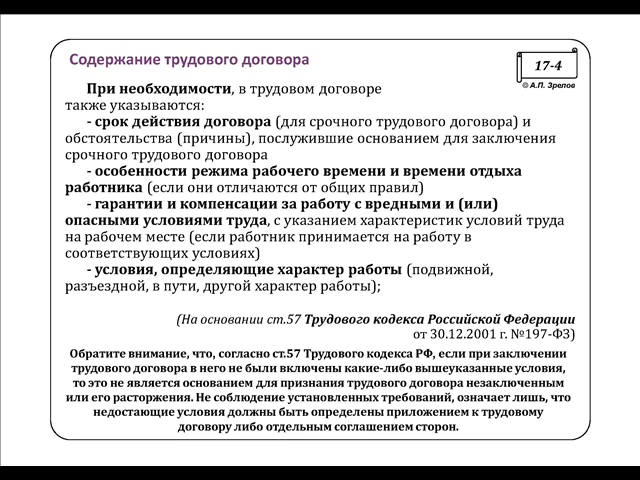 Содержание трудового договора
17-4
© А.П. Зрелов
При необходимости, в трудовом договоре
также указываются:
- срок действия договора (для срочного трудового договора) и
обстоятельства (причины), послужившие основанием для заключения
срочного трудового договора
- особенности режима рабочего времени и времени отдыха
работника (если они отличаются от общих правил)
- гарантии и компенсации за работу с вредными и (или)
опасными условиями труда, с указанием характеристик условий труда
на рабочем месте (если работник принимается на работу в
соответствующих условиях)
- условия, определяющие характер работы (подвижной,
разъездной, в пути, другой характер работы);
(На основании ст.57 Трудового кодекса Российской Федерации
от 30.12.2001 г. №197-ФЗ)
Обратите внимание, что, согласно ст.57 Трудового кодекса РФ, если при заключении
трудового договора в него не были включены какие-либо вышеуказанные условия,
то это не является основанием для признания трудового договора незаключенным
или его расторжения. Не соблюдение установленных требований, означает лишь, что
недостающие условия должны быть определены приложением к трудовому
договору либо отдельным соглашением сторон.